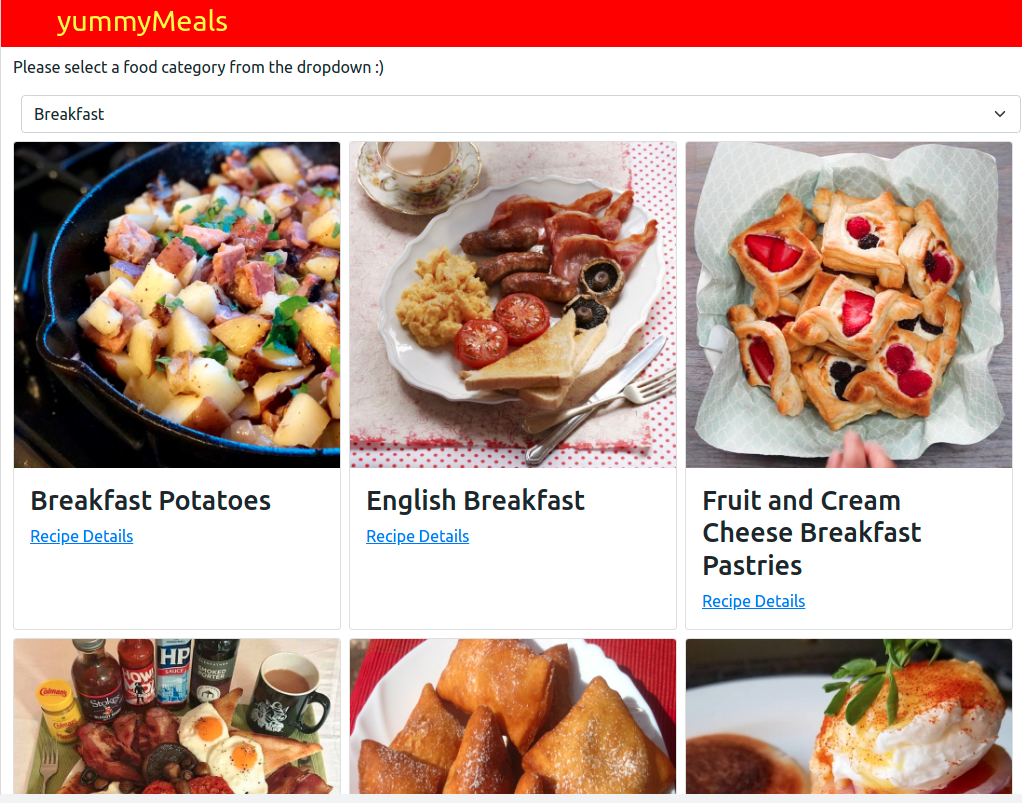 yummyMeals
Please select a food category from the dropdown :)
Breakfast
Breakfast Potatoes
Recipe Details
English Breakfast
Recipe Details
Fruit and Cream
Cheese Breakfast
Pastries
Recipe Details
Colman's
Stokes
HP
SAUCE
SMOKED
PORTER